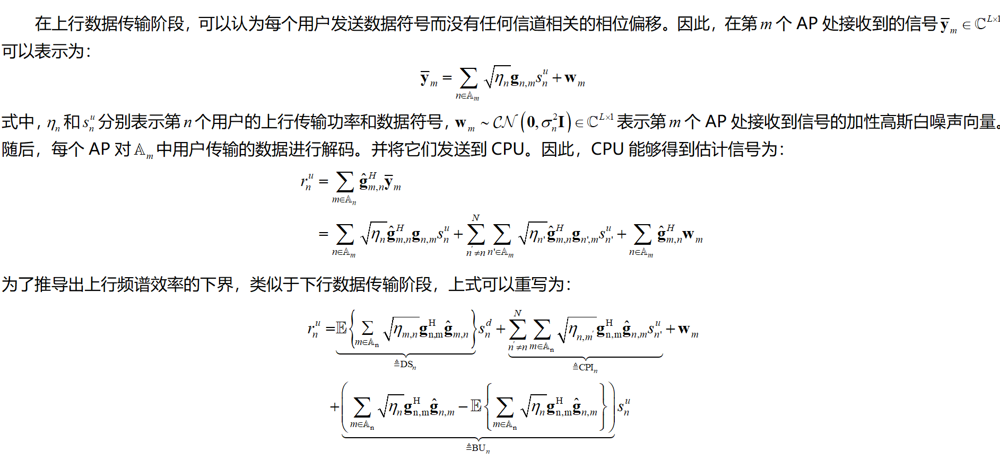 在上行数据传输阶段，可以认为每个用户发送数据符号而没有任何信道相关的相位偏移。因此，在第 $m$ 个 AP 处接收到的信号 $\overline{\mathbf{y}}_m \in \mathbb{C}^{L\times 1}$
可以表示为：
$\overline{\mathbf{y}}_m = \sum_{n\in\mathbb{A}_m} \sqrt{\eta_n}\mathbf{g}_{n,m}s_n^u + \mathbf{w}_m$
式中, $\eta_n$ 和 $s_n^u$ 分别表示第 $n$ 个用户的上行传输功率和数据符号, $\mathbf{w}_m \sim \mathcal{CN}\left(\mathbf{0},\sigma_n^2\mathbf{I}\right)\in\mathbb{C}^{L\times 1}$ 表示第 $m$ 个 AP 处接收到信号的加性高斯白噪声向量。
随后，每个 AP 对 $\mathbb{A}_m$ 中用户传输的数据进行解码。并将它们发送到 CPU。因此，CPU 能够得到估计信号为：
$r_n^u = \sum_{m\in\mathbb{A}_n} \hat{\mathbf{g}}_{m,n}^H \overline{\mathbf{y}}_m$
$= \sum_{n\in\mathbb{A}_m} \sqrt{\eta_n}\hat{\mathbf{g}}_{m,n}^H\mathbf{g}_{n,m}s_n^u + \sum_{n'\neq n}^{N}\sum_{n'\in\mathbb{A}_m} \sqrt{\eta_{n'}}\hat{\mathbf{g}}_{m,n}^H\mathbf{g}_{n',m}s_{n'}^u + \sum_{n\in\mathbb{A}_m}\hat{\mathbf{g}}_{m,n}^H\mathbf{w}_m$
为了推导出上行频谱效率的下界，类似于下行数据传输阶段，上式可以重写为：
$r_n^u = \underbrace{\mathbb{E}\left\{\sum_{m\in\mathbb{A}_\mathrm{n}} \sqrt{\eta_{m,n}}\mathbf{g}_{\mathrm{n,m}}^{\mathrm{H}}\hat{\mathbf{g}}_{m,n}\right\}}_{\triangleq \mathrm{DS}_n} s_n^d + \underbrace{\sum_{n'\neq n}^{N}\sum_{m\in\mathbb{A}_\mathrm{n}} \sqrt{\eta_{n,m'}}\mathbf{g}_{\mathrm{n,m}}^{\mathrm{H}}\hat{\mathbf{g}}_{n,m}s_{n'}^u}_{\triangleq \mathrm{CPI}_n} + \mathbf{w}_m$
$+ \underbrace{\left(\sum_{m\in\mathbb{A}_\mathrm{n}} \sqrt{\eta_n}\mathbf{g}_{\mathrm{n,m}}^{\mathrm{H}}\hat{\mathbf{g}}_{n,m} - \mathbb{E}\left\{\sum_{m\in\mathbb{A}_\mathrm{n}} \sqrt{\eta_n}\mathbf{g}_{\mathrm{n,m}}^{\mathrm{H}}\hat{\mathbf{g}}_{n,m}\right\}\right)}_{\triangleq \mathrm{BU}_n} s_n^u$